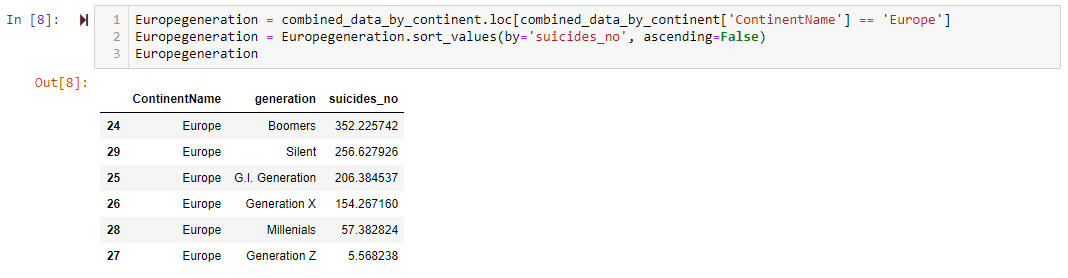 In [8]:
1 Europegeneration = combined_data_by_continent.loc[combined_data_by_continent['ContinentName'] == 'Europe']
2 Europegeneration = Europegeneration.sort_values(by='suicides_no', ascending=False)
3 Europegeneration
Out[8]:
ContinentName generation suicides_no
24 Europe Boomers 352.225742
29 Europe Silent 256.627926
25 Europe G.I. Generation 206.384537
26 Europe Generation X 154.267160
28 Europe Millenials 57.382824
27 Europe Generation Z 5.568238